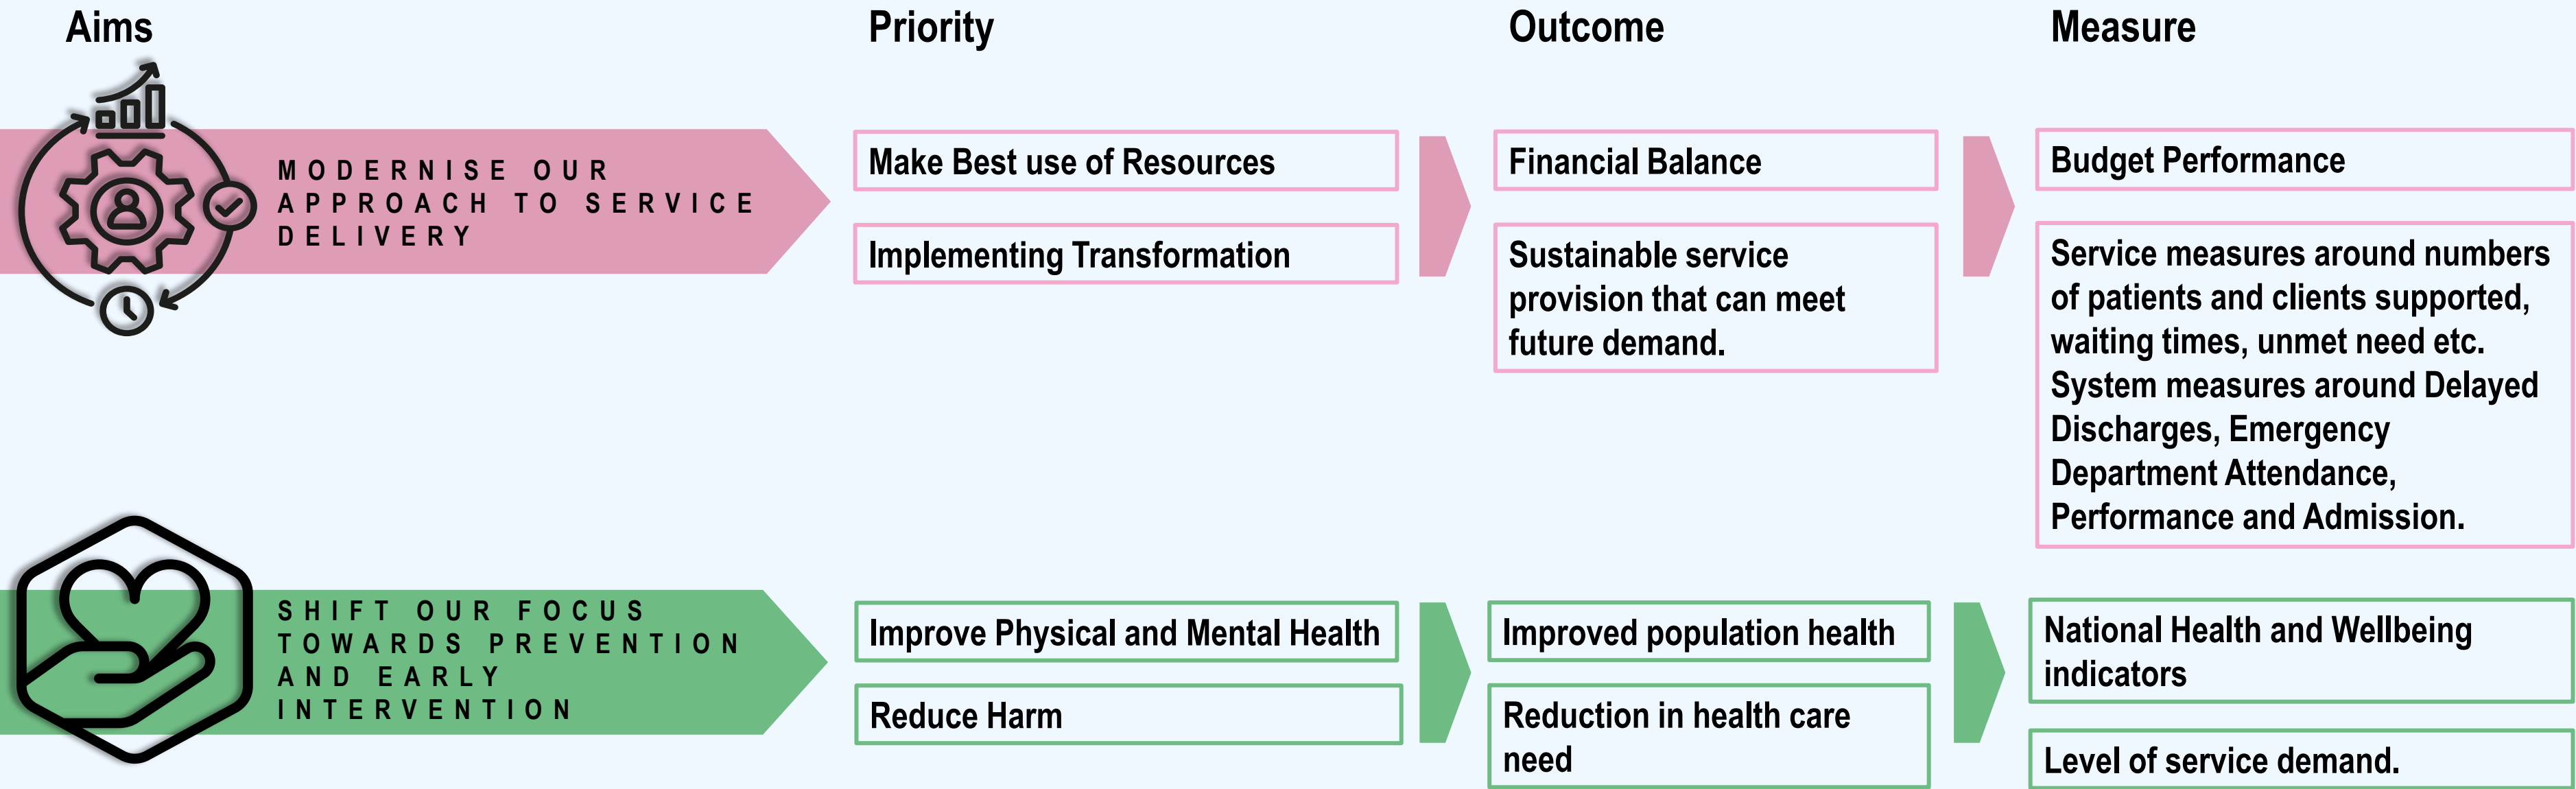 Aims
Priority
Outcome
Measure
MODERNISE OUR
APPROACH TO SERVICE
DELIVERY
Make Best use of Resources
Implementing Transformation
Financial Balance
Sustainable service
provision that can meet
future demand.
Budget Performance
Service measures around numbers
of patients and clients supported,
waiting times, unmet need etc.
System measures around Delayed
Discharges, Emergency
Department Attendance,
Performance and Admission.
SHIFT OUR FOCUS
TOWARDS PREVENTION
AND EARLY
INTERVENTION
Improve Physical and Mental Health
Reduce Harm
Improved population health
Reduction in health care
need
National Health and Wellbeing
indicators
Level of service demand.